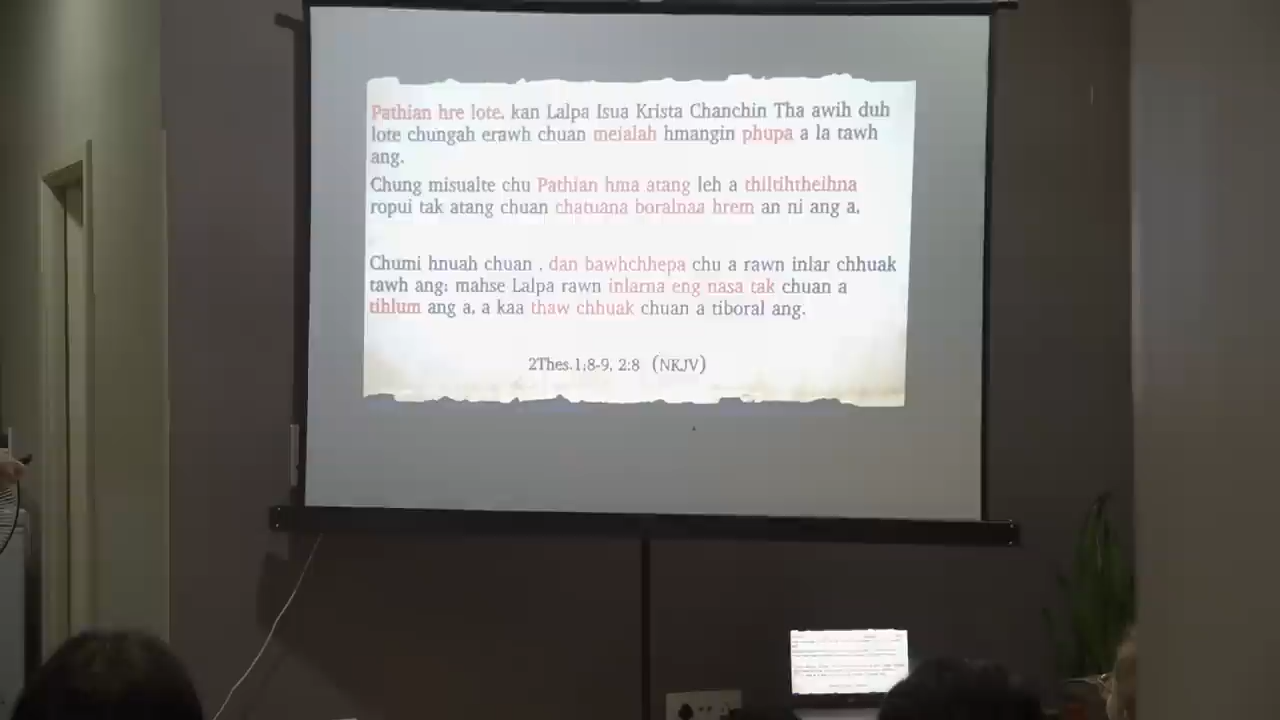 Pathian hre lote, kan Lalpa Isua Krista Chanchin Tha awih duh
lote chungah erawh chuan meialah hmangin phupa a la tawh
ang.
Chung misualte chu Pathian hma atang leh a thiltihtheihna
ropui tak atang chuan chatuana boralnaa hrem an ni ang a,
Chumi hnuah chuan , dan bawhchhepa chu a rawn inlar chhuak
tawh ang; mahse Lalpa rawn inlarna eng nasa tak chuan a
tihlum ang a, a kaa thaw chhuak chuan a tiboral ang.
2Thes.1:8-9, 2:8 (NKJV)